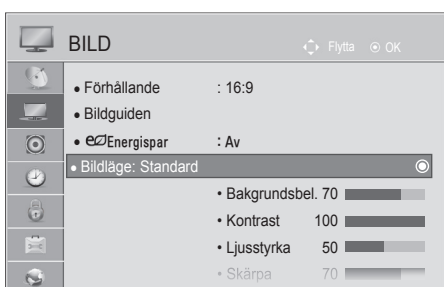 BILD
Flytta OK
• Förhållande : 16:9
• Bildguiden
• Energispar : Av
• Bildläge: Standard
• Bakgrundsbel. 70
• Kontrast 100
• Ljusstyrka 50
• Skärpa 70